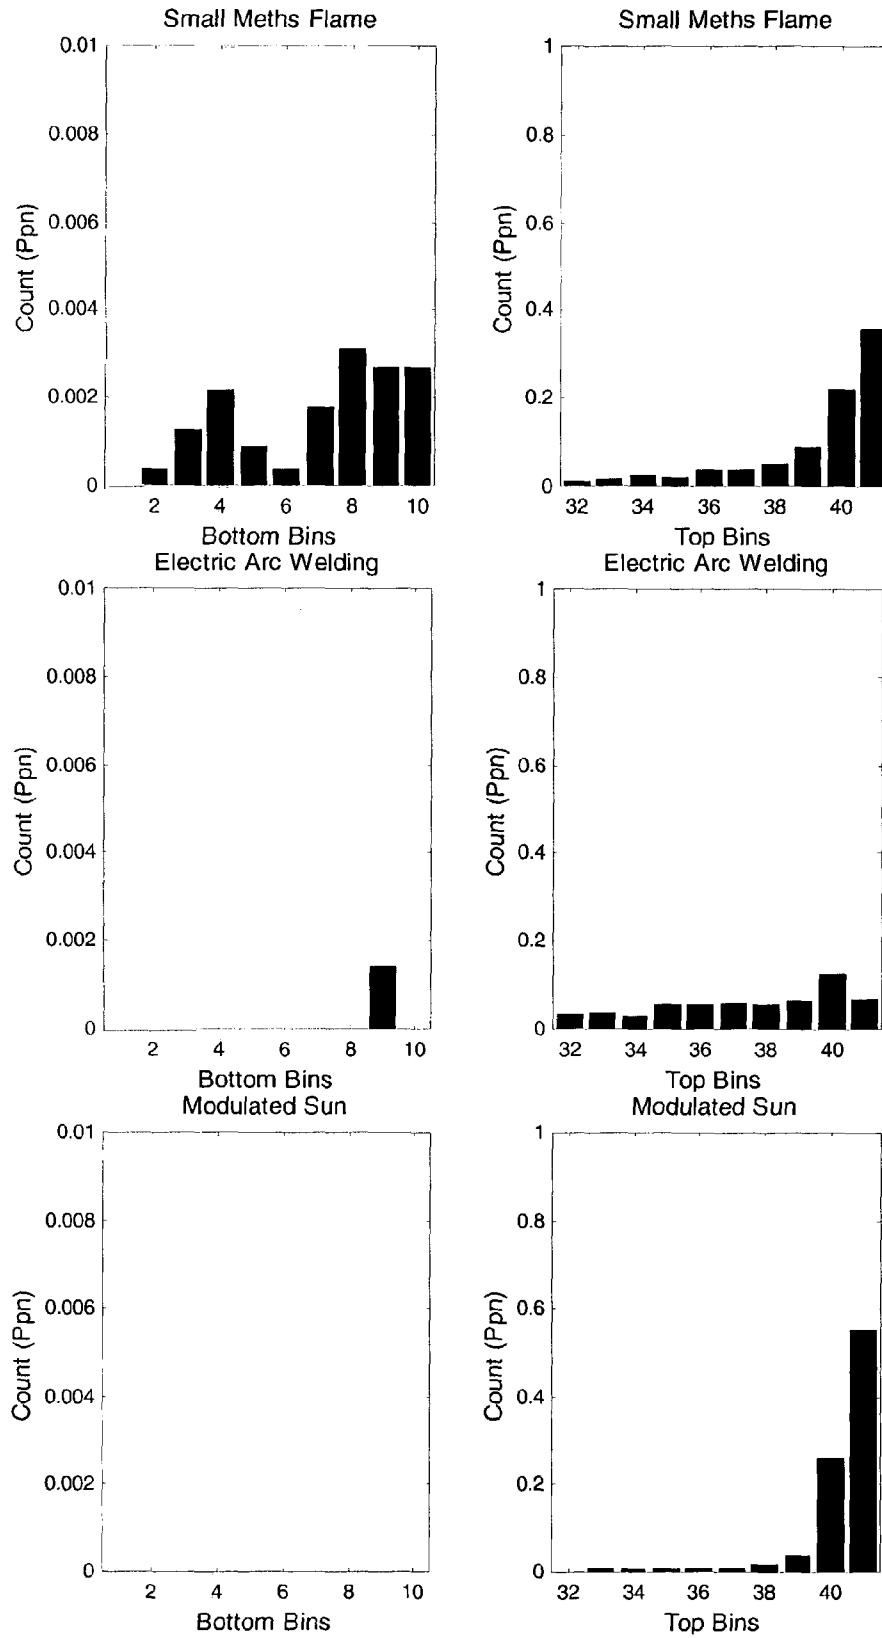 Small Meths Flame
0.01
0.008
0.006
0.004
0.002
0
Count (Ppn)
2 4 6 8 10
Bottom Bins
Small Meths Flame
1
0.8
0.6
0.4
0.2
0
Count (Ppn)
32 34 36 38 40
Top Bins
Electric Arc Welding
0.01
0.008
0.006
0.004
0.002
0
Count (Ppn)
2 4 6 8 10
Bottom Bins
Electric Arc Welding
1
0.8
0.6
0.4
0.2
0
Count (Ppn)
32 34 36 38 40
Top Bins
Modulated Sun
0.01
0.008
0.006
0.004
0.002
0
Count (Ppn)
2 4 6 8 10
Bottom Bins
Modulated Sun
1
0.8
0.6
0.4
0.2
0
Count (Ppn)
32 34 36 38 40
Top Bins